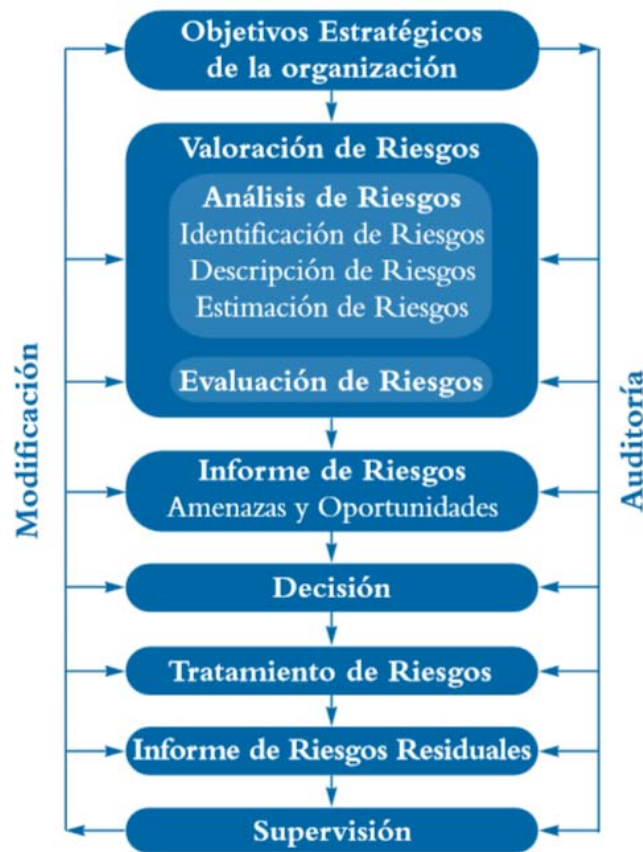 Objetivos Estratégicos
de la organización
Valoración de Riesgos
Análisis de Riesgos
Identificación de Riesgos
Descripción de Riesgos
Estimación de Riesgos
Evaluación de Riesgos
Informe de Riesgos
Amenazas y Oportunidades
Decisión
Tratamiento de Riesgos
Informe de Riesgos Residuales
Supervisión
Modificación
Auditoría